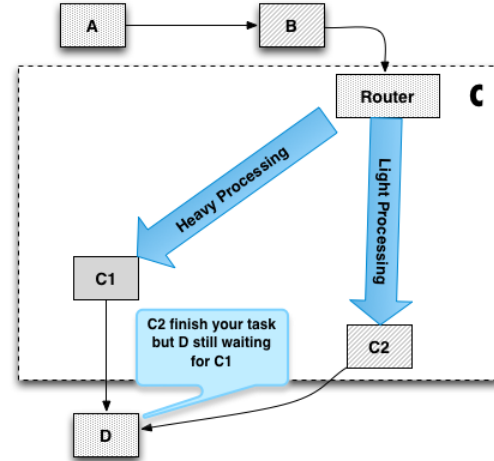 A
B
Router
C
Heavy Processing
Light Processing
C1
C2 finish your task
but D still waiting
for C1
C2
D